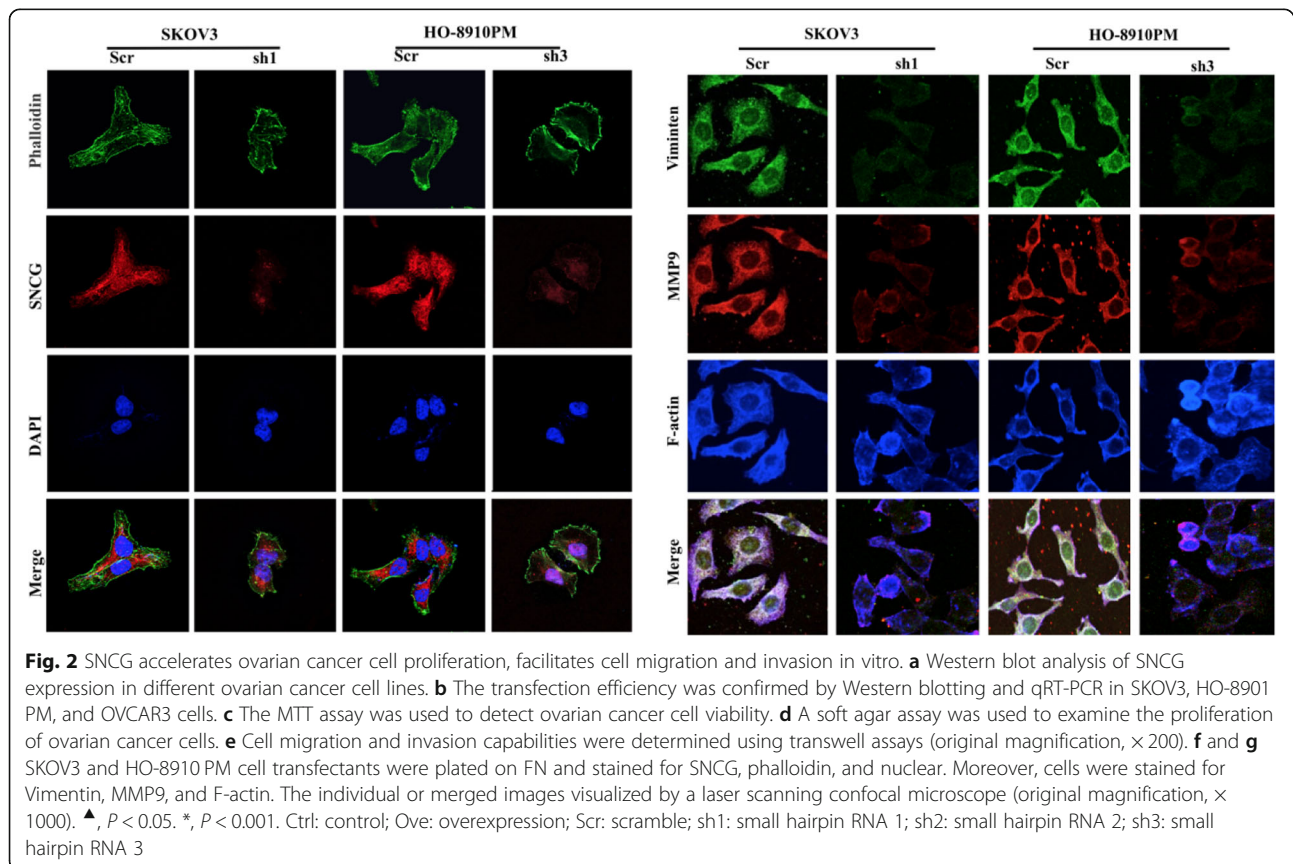 SKOV3
HO-8910PM
Scr
sh1
Scr
sh3
Phalloidin
SNCG
DAPI
Merge
SKOV3
HO-8910PM
Scr
sh1
Scr
sh3
Viminten
MMP9
F-actin
Merge
Fig. 2 SNCG accelerates ovarian cancer cell proliferation, facilitates cell migration and invasion in vitro. a Western blot analysis of SNCG
expression in different ovarian cancer cell lines. b The transfection efficiency was confirmed by Western blotting and qRT-PCR in SKOV3, HO-8901
PM, and OVCAR3 cells. c The MTT assay was used to detect ovarian cancer cell viability. d A soft agar assay was used to examine the proliferation
of ovarian cancer cells. e Cell migration and invasion capabilities were determined using transwell assays (original magnification, × 200). f and g
SKOV3 and HO-8910 PM cell transfectants were plated on FN and stained for SNCG, phalloidin, and nuclear. Moreover, cells were stained for
Vimentin, MMP9, and F-actin. The individual or merged images visualized by a laser scanning confocal microscope (original magnification, ×
1000). ▲, P < 0.05. *, P < 0.001. Ctrl: control; Ove: overexpression; Scr: scramble; sh1: small hairpin RNA 1; sh2: small hairpin RNA 2; sh3: small
hairpin RNA 3